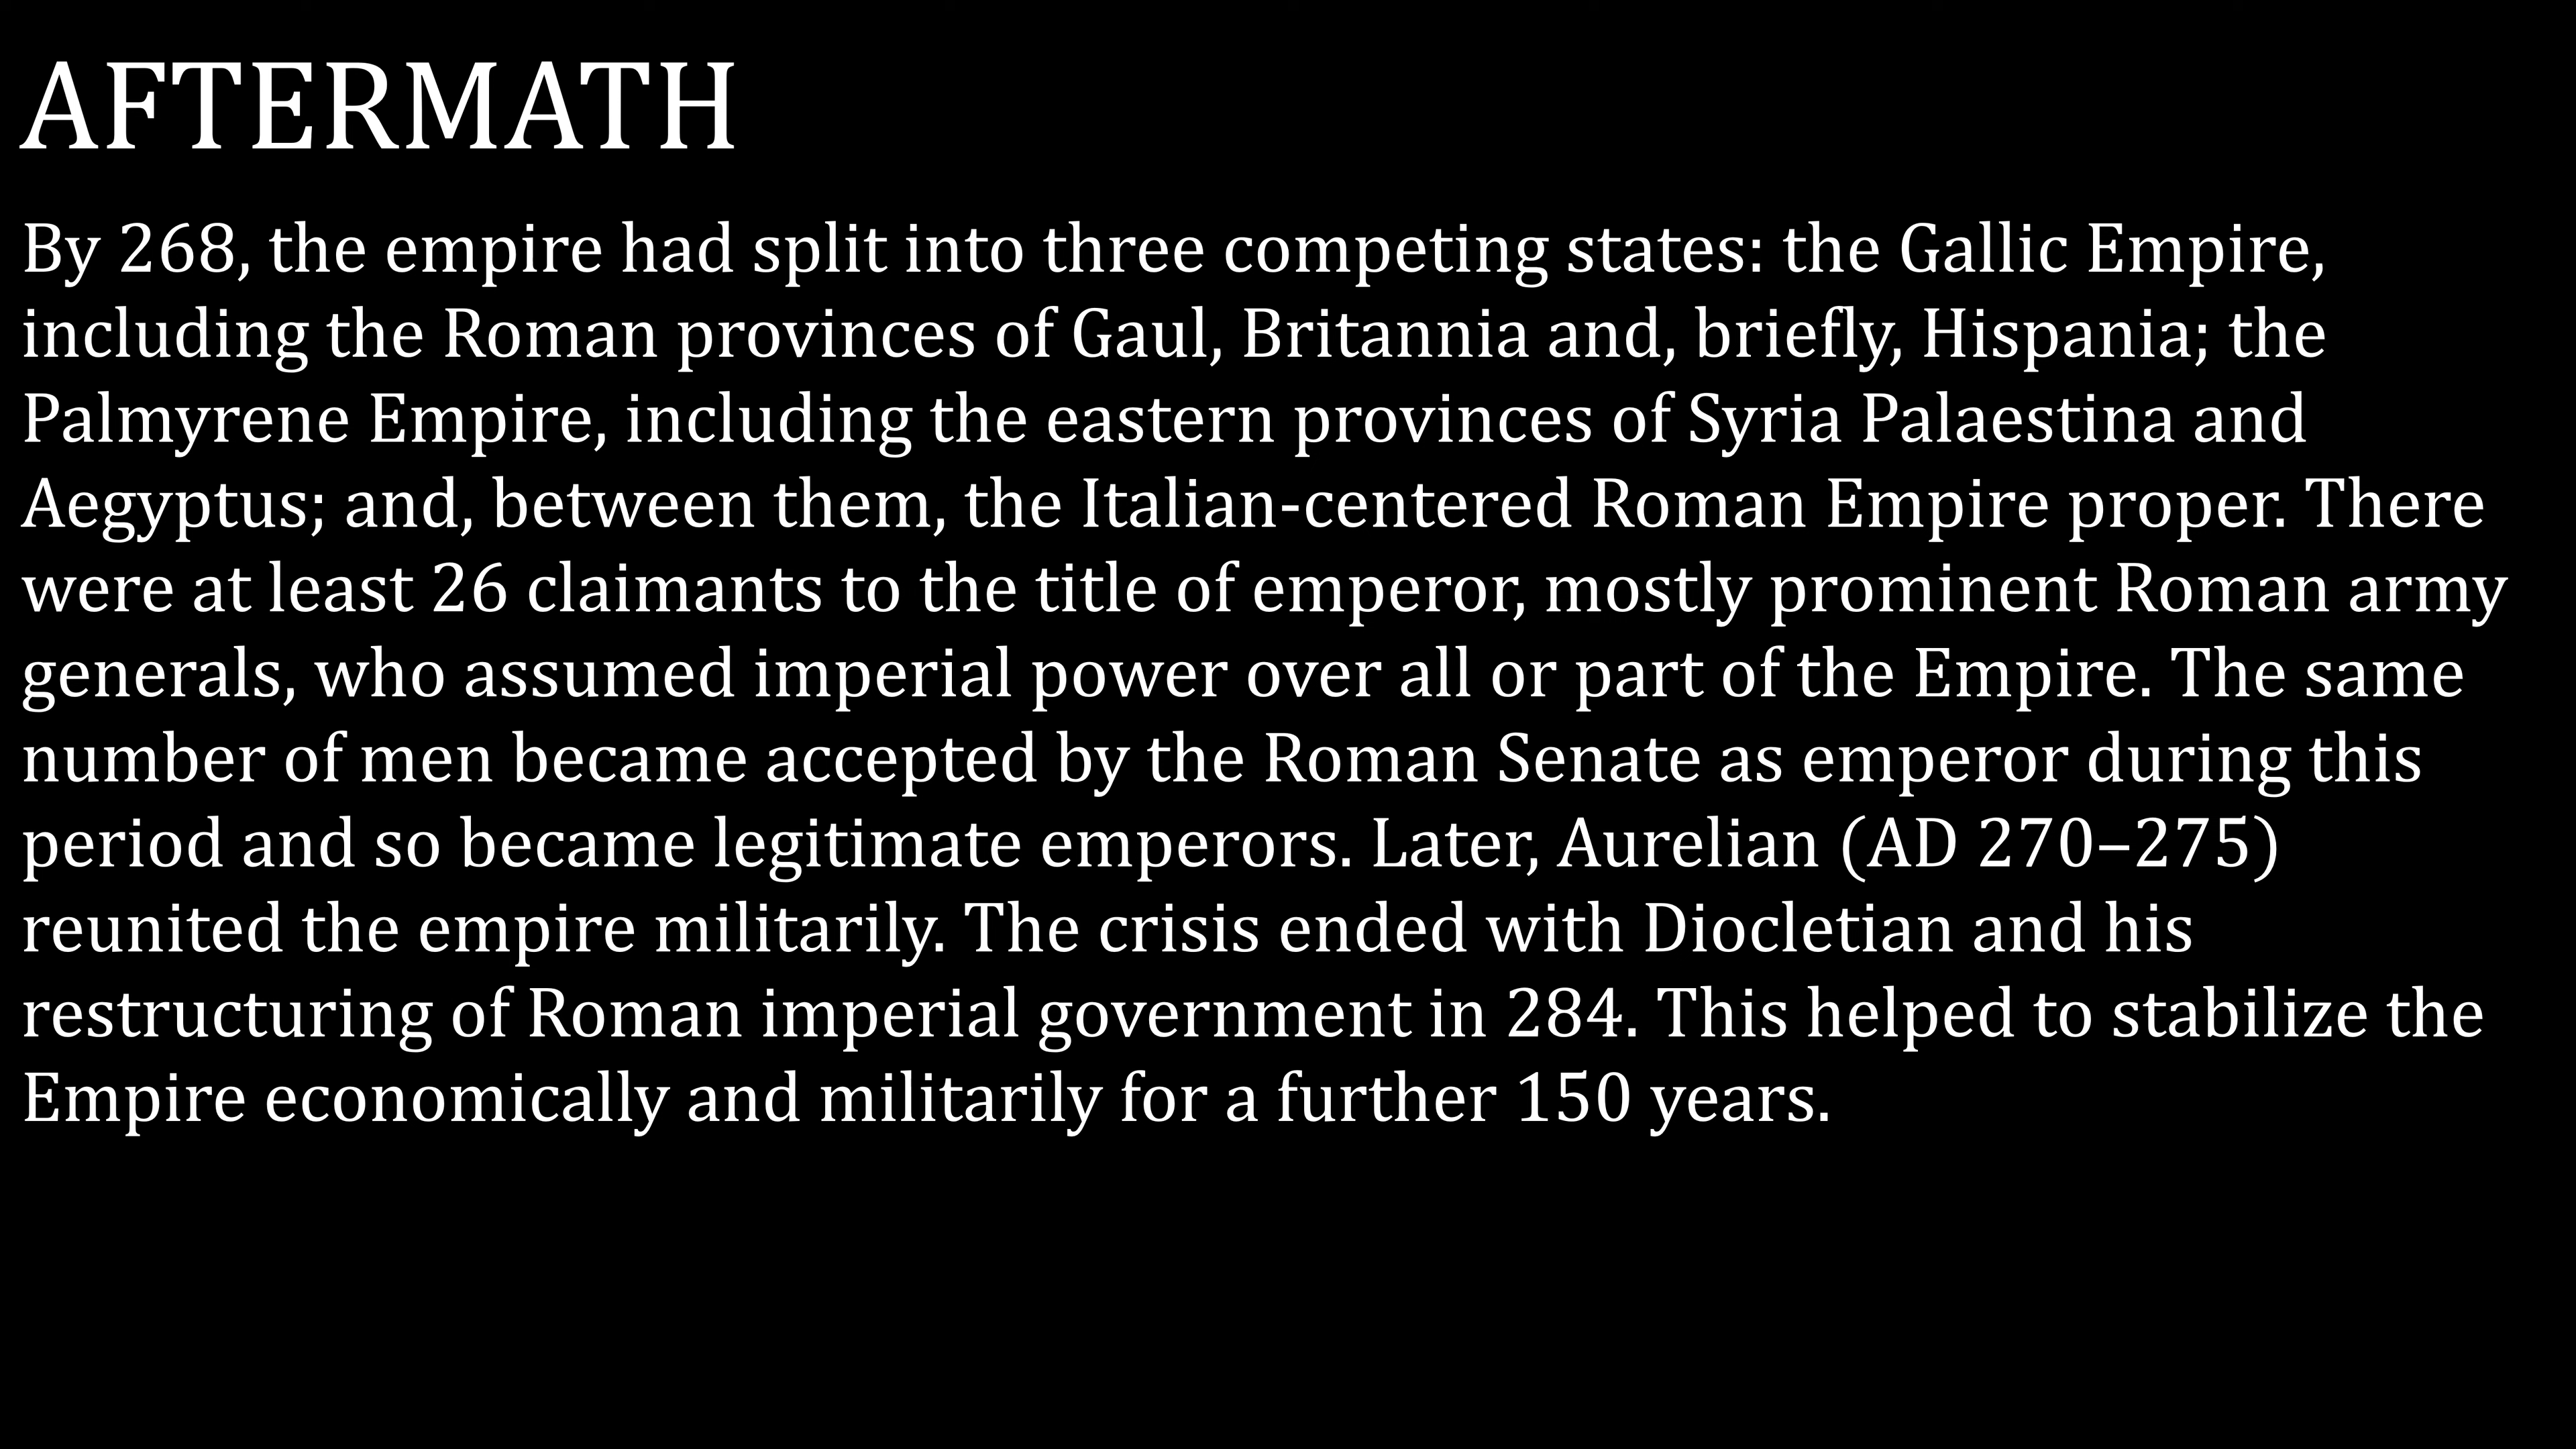 AFTERMATH
By 268, the empire had split into three competing states: the Gallic Empire,
including the Roman provinces of Gaul, Britannia and, briefly, Hispania; the
Palmyrene Empire, including the eastern provinces of Syria Palaestina and
Aegyptus; and, between them, the Italian-centered Roman Empire proper. There
were at least 26 claimants to the title of emperor, mostly prominent Roman army
generals, who assumed imperial power over all or part of the Empire. The same
number of men became accepted by the Roman Senate as emperor during this
period and so became legitimate emperors. Later, Aurelian (AD 270–275)
reunited the empire militarily. The crisis ended with Diocletian and his
restructuring of Roman imperial government in 284. This helped to stabilize the
Empire economically and militarily for a further 150 years.